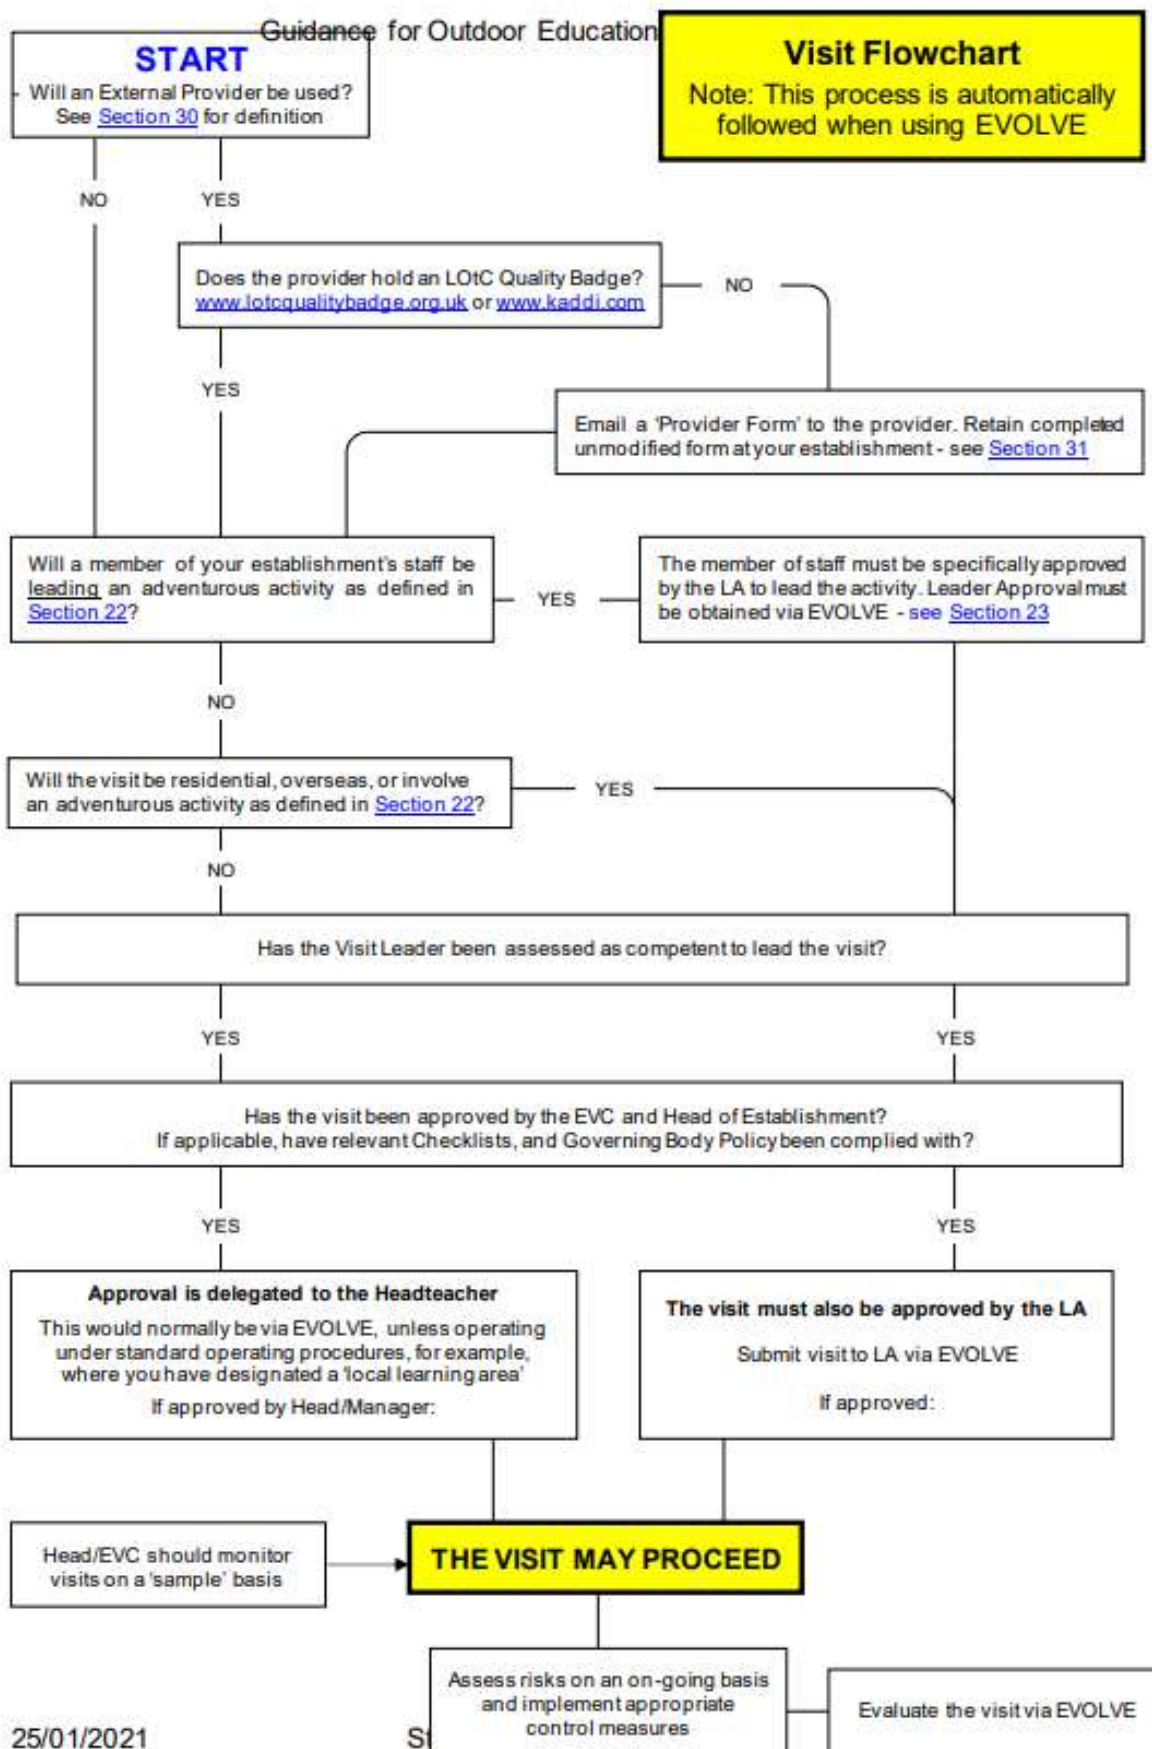 Guidance for Outdoor Education
START
Will an External Provider be used?
See Section 30 for definition
Visit Flowchart
Note: This process is automatically
followed when using EVOLVE
NO
YES
Does the provider hold an LOtC Quality Badge?
www.lotcqualitybadge.org.uk or www.kaddi.com
NO
YES
Email a 'Provider Form' to the provider. Retain completed
unmodified form at your establishment - see Section 31
Will a member of your establishment's staff be
leading an adventurous activity as defined in
Section 22?
YES
The member of staff must be specifically approved
by the LA to lead the activity. Leader Approval must
be obtained via EVOLVE - see Section 23
NO
Will the visit be residential, overseas, or involve
an adventurous activity as defined in Section 22?
YES
NO
Has the Visit Leader been assessed as competent to lead the visit?
YES
YES
Has the visit been approved by the EVC and Head of Establishment?
If applicable, have relevant Checklists, and Governing Body Policy been complied with?
YES
YES
Approval is delegated to the Headteacher
This would normally be via EVOLVE, unless operating
under standard operating procedures, for example,
where you have designated a 'local learning area'
If approved by Head/Manager:
The visit must also be approved by the LA
Submit visit to LA via EVOLVE
If approved:
Head/EVC should monitor
visits on a 'sample' basis
THE VISIT MAY PROCEED
Assess risks on an on-going basis
and implement appropriate
control measures
Evaluate the visit via EVOLVE
25/01/2021